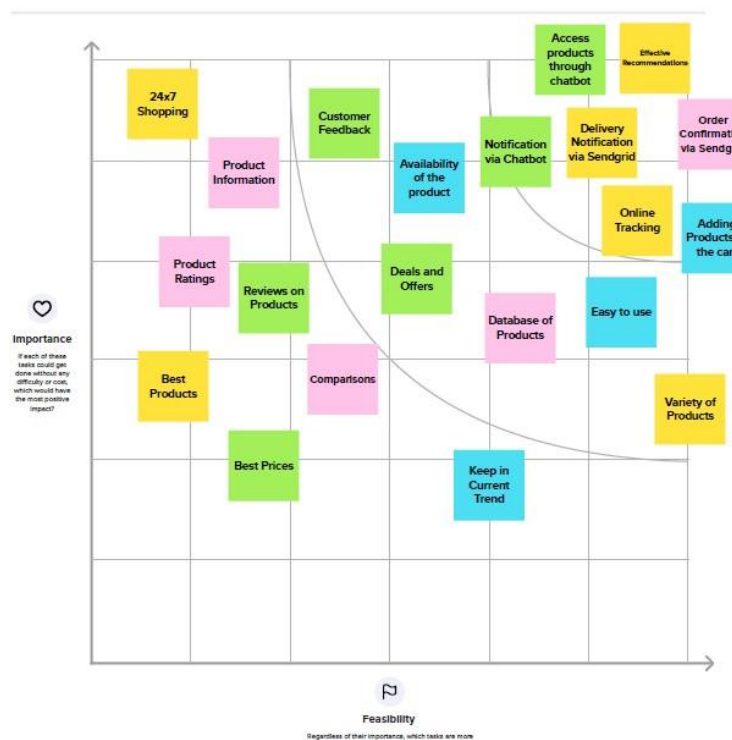 Access
products
through
chatbot
Effective
Recommendations
24x7
Shopping
Customer
Feedback
Notification
via Chatbot
Delivery
Notification
via Sendgrid
Order
Confirmati
via Sendg
Product
Information
Availability
of the
product
Online
Tracking
Adding
Products
the car
Product
Ratings
Reviews on
Products
Deals and
Offers
Database of
Products
Easy to use
Importance
If each of these
tasks could get
done without any
difficulty or cost,
which would have
the most positive
impact?
Best
Products
Comparisons
Variety of
Products
Best Prices
Keep in
Current
Trend
Feasibility
Regardless of their importance, which tasks are more